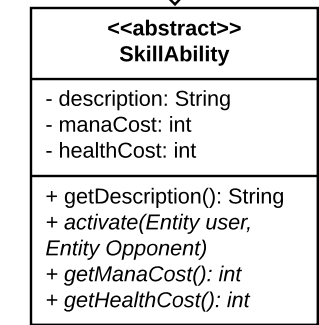 <<abstract>>
SkillAbility
- description: String
- manaCost: int
- healthCost: int
+ getDescription(): String
+ activate(Entity user,
Entity Opponent)
+ getManaCost(): int
+ getHealthCost(): int